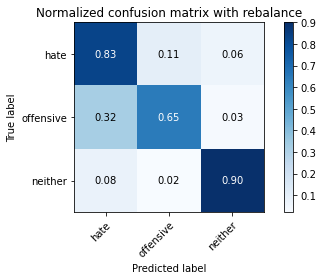 Normalized confusion matrix with rebalance
True label
hate 0.83 0.11 0.06
offensive 0.32 0.65 0.03
neither 0.08 0.02 0.90
hate offensive neither
Predicted label
0.9
0.8
0.7
0.6
0.5
0.4
0.3
0.2
0.1